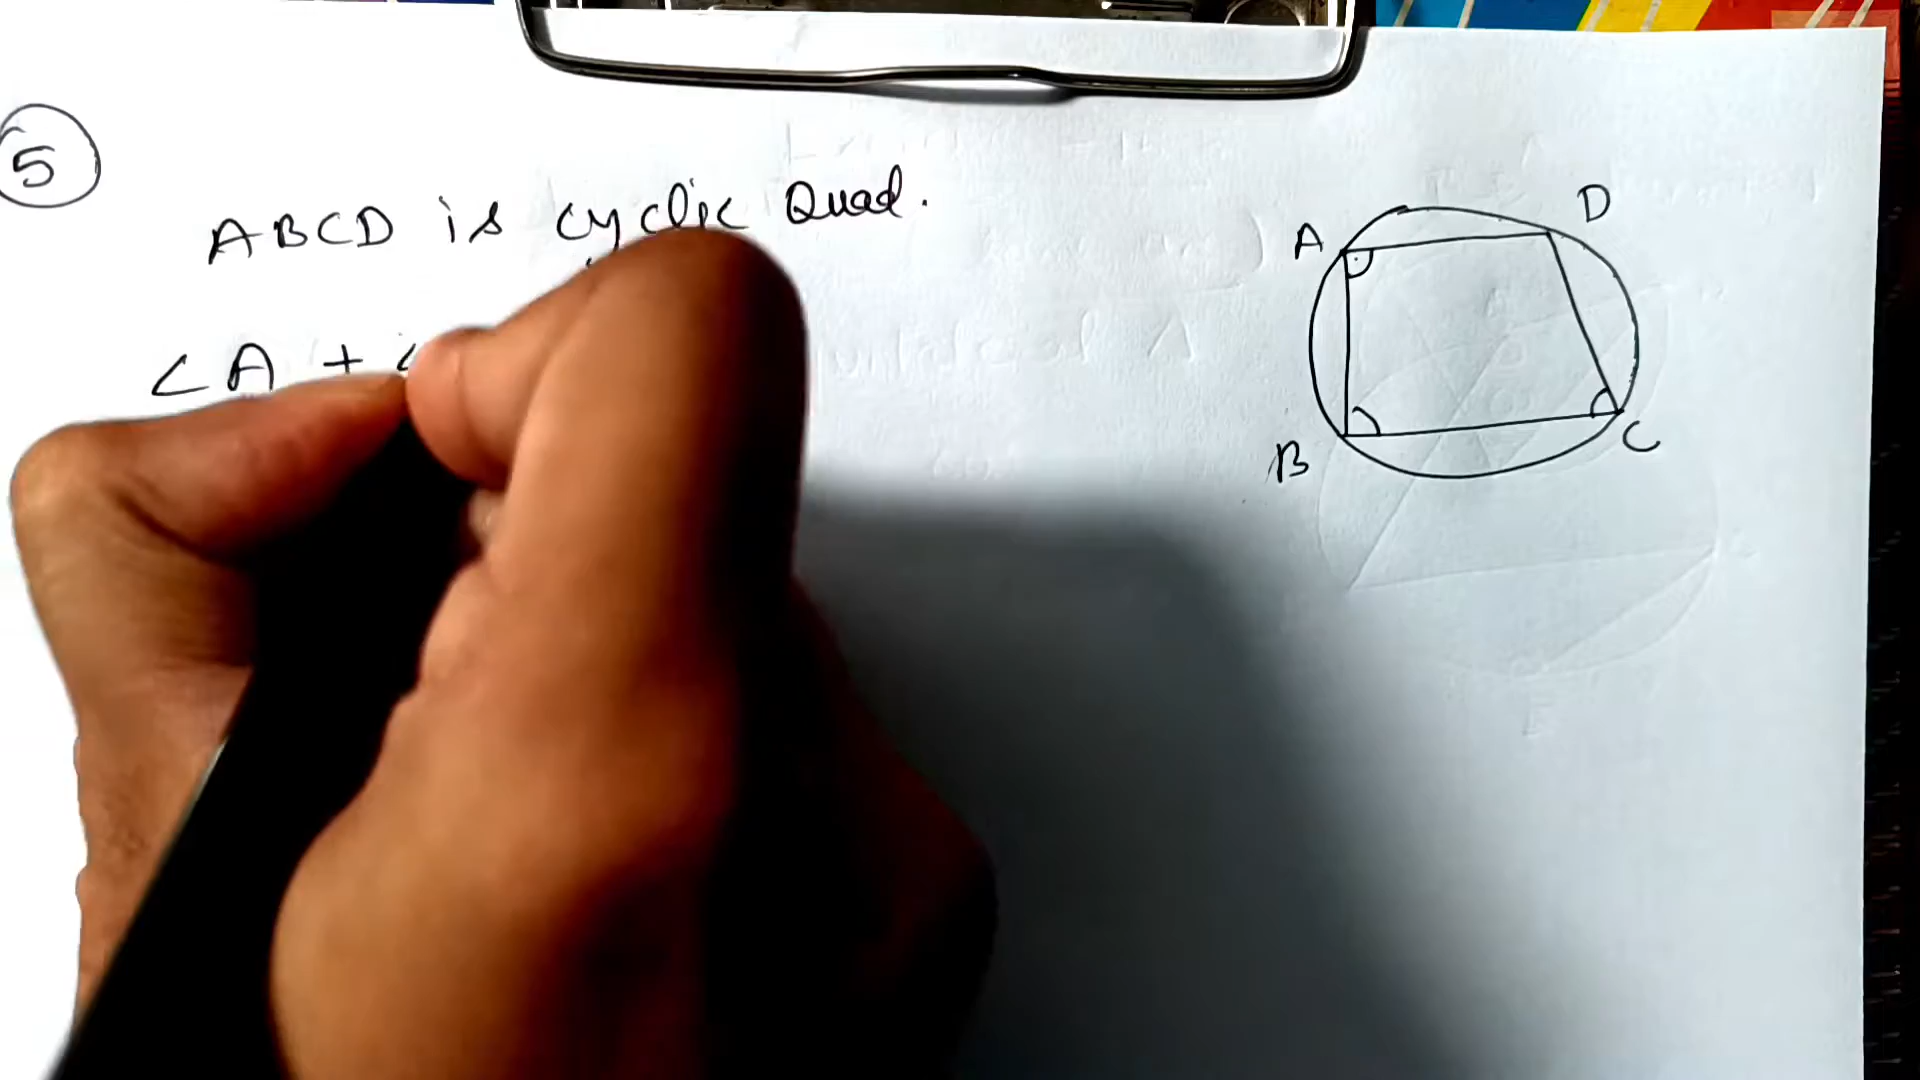 5
ABCD is cyclic Quad.
∠A + ∠
A
D
B
C